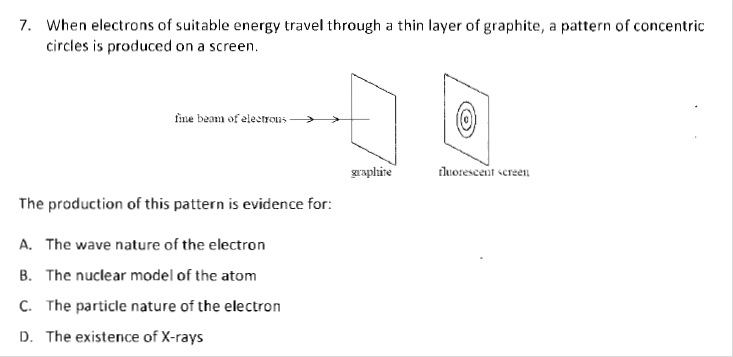 7. When electrons of suitable energy travel through a thin layer of graphite, a pattern of concentric
circles is produced on a screen.
fine beam of electrons
graphite
fluorescent screen
The production of this pattern is evidence for:
A. The wave nature of the electron
B. The nuclear model of the atom
C. The particle nature of the electron
D. The existence of X-rays